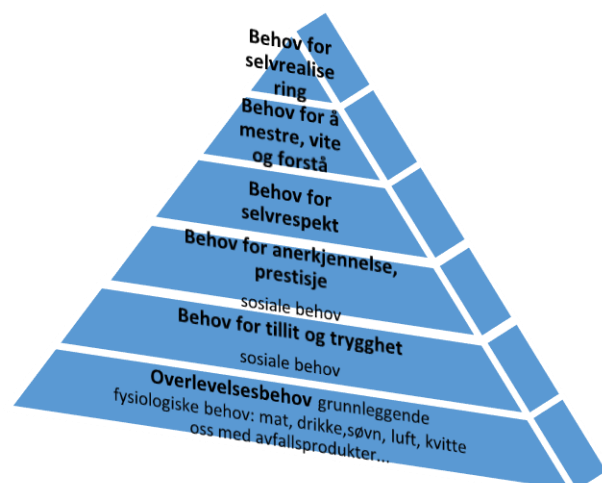 Behov for
selvrealise
ring
Behov for å
mestre, vite
og forstå
Behov for
selvrespekt
Behov for anerkjennelse,
prestisje
sosiale behov
Behov for tillit og trygghet
sosiale behov
Overlevelsesbehov grunnleggende
fysiologiske behov: mat, drikke,søvn, luft, kvitte
oss med avfallsprodukter...